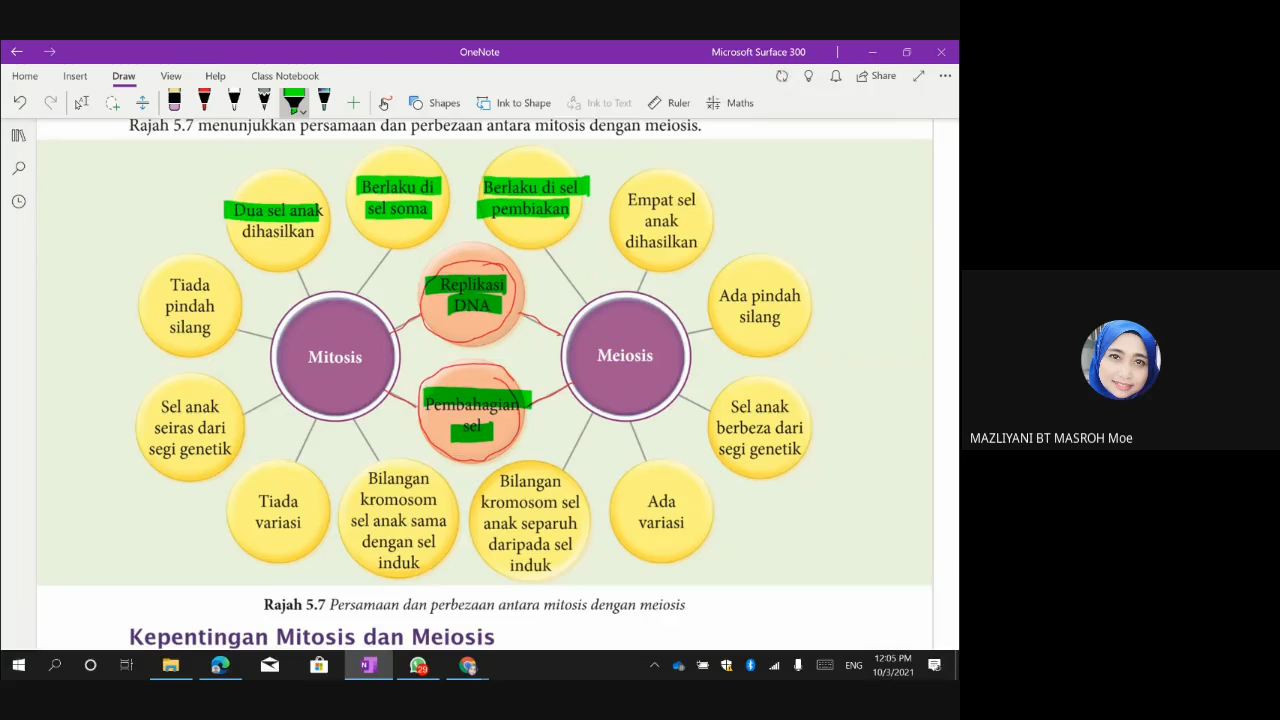 OneNote
Microsoft Surface 300
Home
Insert
Draw
View
Help
Class Notebook
Share
Shapes
Ink to Shape
Ink to Text
Ruler
Maths
Rajah 5.7 menunjukkan persamaan dan perbezaan antara mitosis dengan meiosis.
Dua sel anak
dihasilkan
Berlaku di
sel soma
Berlaku di sel
pembiakan
Empat sel
anak
dihasilkan
Tiada
pindah
silang
Replikasi
DNA
Ada pindah
silang
Mitosis
Meiosis
Sel anak
seiras dari
segi genetik
Pembahagian
sel
Sel anak
berbeza dari
segi genetik
Tiada
variasi
Bilangan
kromosom
sel anak sama
dengan sel
induk
Bilangan
kromosom sel
anak separuh
daripada sel
induk
Ada
variasi
Rajah 5.7 Persamaan dan perbezaan antara mitosis dengan meiosis
Kepentingan Mitosis dan Meiosis
MAZLIYANI BT MASROH Moe
29
ENG
12:05 PM
10/3/2021